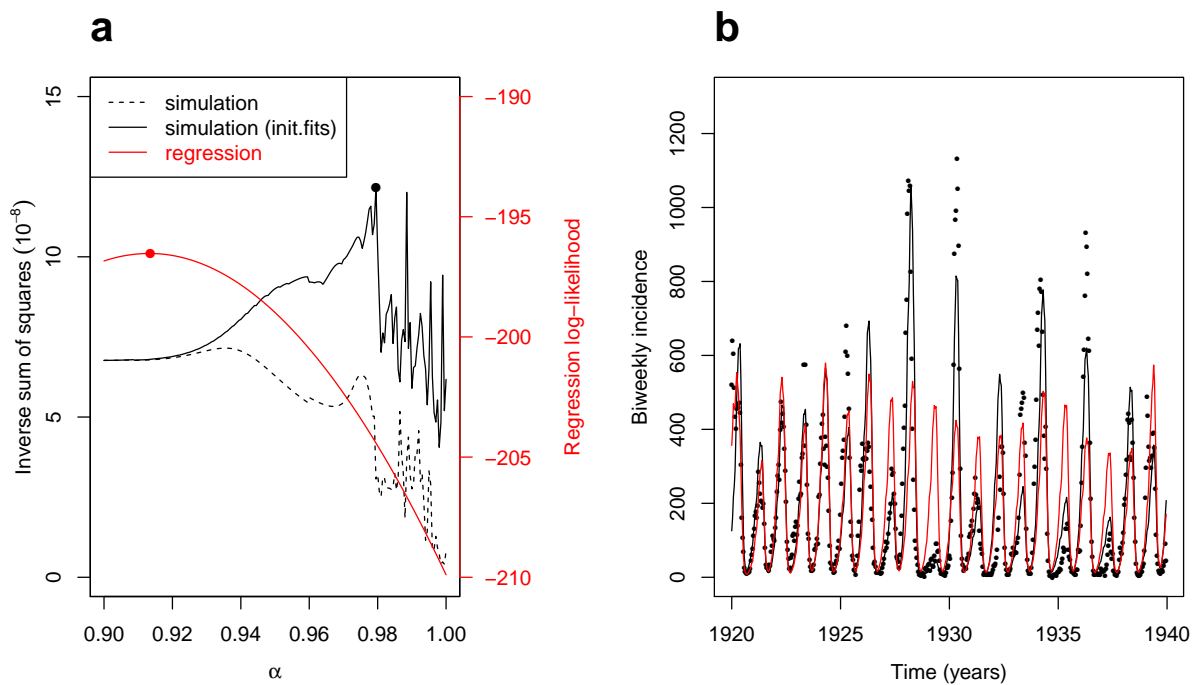 a
simulation
simulation (init.fits)
regression
Inverse sum of squares (10⁻⁸)
15
10
5
0
0.90
0.92
0.94
0.96
0.98
1.00
α
−190
−195
−200
−205
−210
Regression log−likelihood
b
Biweekly incidence
1200
1000
800
600
400
200
0
1920
1925
1930
1935
1940
Time (years)